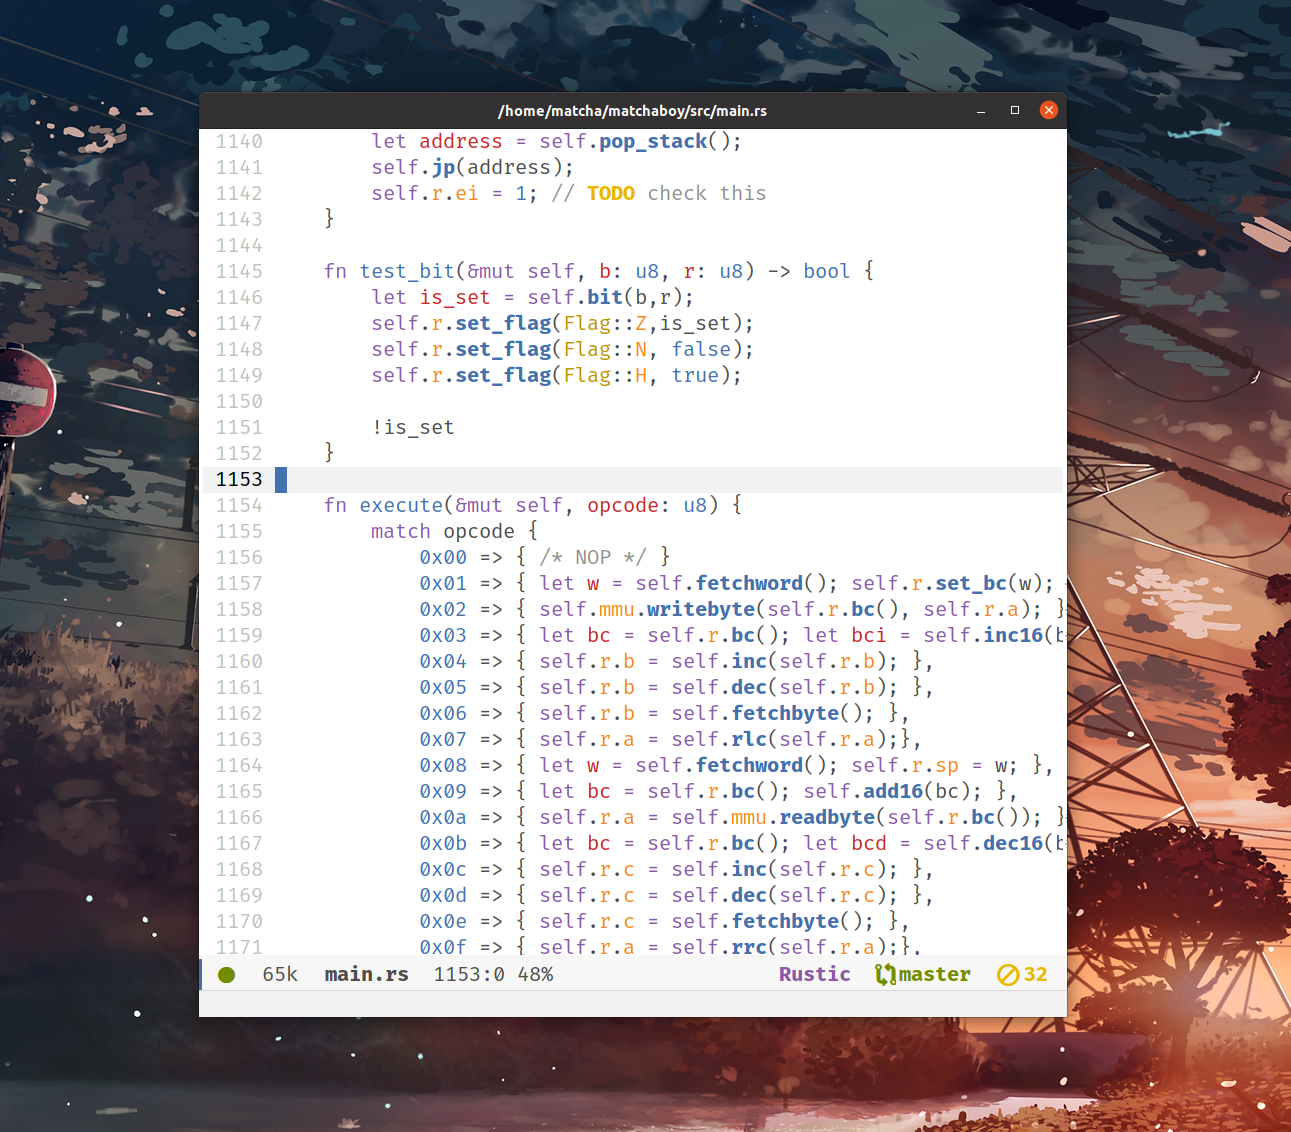 /home/matcha/matchaboy/src/main.rs
1140         let address = self.pop_stack();
1141         self.jp(address);
1142         self.r.ei = 1; // TODO check this
1143     }
1144
1145     fn test_bit(&mut self, b: u8, r: u8) -> bool {
1146         let is_set = self.bit(b,r);
1147         self.r.set_flag(Flag::Z,is_set);
1148         self.r.set_flag(Flag::N, false);
1149         self.r.set_flag(Flag::H, true);
1150
1151         !is_set
1152     }
1153
1154     fn execute(&mut self, opcode: u8) {
1155         match opcode {
1156             0x00 => { /* NOP */ }
1157             0x01 => { let w = self.fetchword(); self.r.set_bc(w);
1158             0x02 => { self.mmu.writebyte(self.r.bc(), self.r.a); }
1159             0x03 => { let bc = self.r.bc(); let bci = self.inc16(b
1160             0x04 => { self.r.b = self.inc(self.r.b); },
1161             0x05 => { self.r.b = self.dec(self.r.b); },
1162             0x06 => { self.r.b = self.fetchbyte(); },
1163             0x07 => { self.r.a = self.rlc(self.r.a);},
1164             0x08 => { let w = self.fetchword(); self.r.sp = w; },
1165             0x09 => { let bc = self.r.bc(); self.add16(bc); },
1166             0x0a => { self.r.a = self.mmu.readbyte(self.r.bc()); }
1167             0x0b => { let bc = self.r.bc(); let bcd = self.dec16(b
1168             0x0c => { self.r.c = self.inc(self.r.c); },
1169             0x0d => { self.r.c = self.dec(self.r.c); },
1170             0x0e => { self.r.c = self.fetchbyte(); },
1171             0x0f => { self.r.a = self.rrc(self.r.a);},
65k main.rs 1153:0 48% Rustic master 32